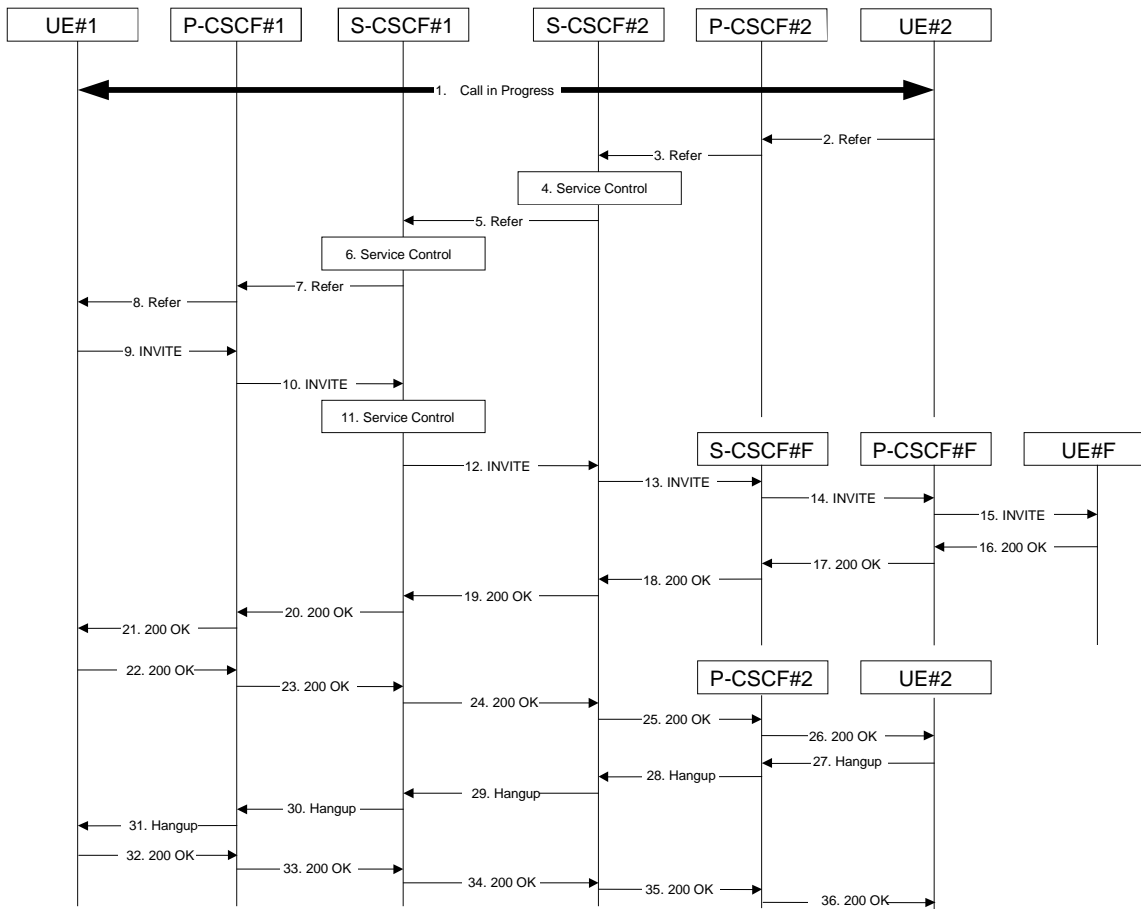 UE#1
P-CSCF#1
S-CSCF#1
S-CSCF#2
P-CSCF#2
UE#2
1. Call in Progress
2. Refer
3. Refer
4. Service Control
5. Refer
6. Service Control
7. Refer
8. Refer
9. INVITE
10. INVITE
11. Service Control
S-CSCF#F
P-CSCF#F
UE#F
12. INVITE
13. INVITE
14. INVITE
15. INVITE
16. 200 OK
17. 200 OK
18. 200 OK
19. 200 OK
20. 200 OK
21. 200 OK
22. 200 OK
P-CSCF#2
UE#2
23. 200 OK
24. 200 OK
25. 200 OK
26. 200 OK
27. Hangup
28. Hangup
29. Hangup
30. Hangup
31. Hangup
32. 200 OK
33. 200 OK
34. 200 OK
35. 200 OK
36. 200 OK